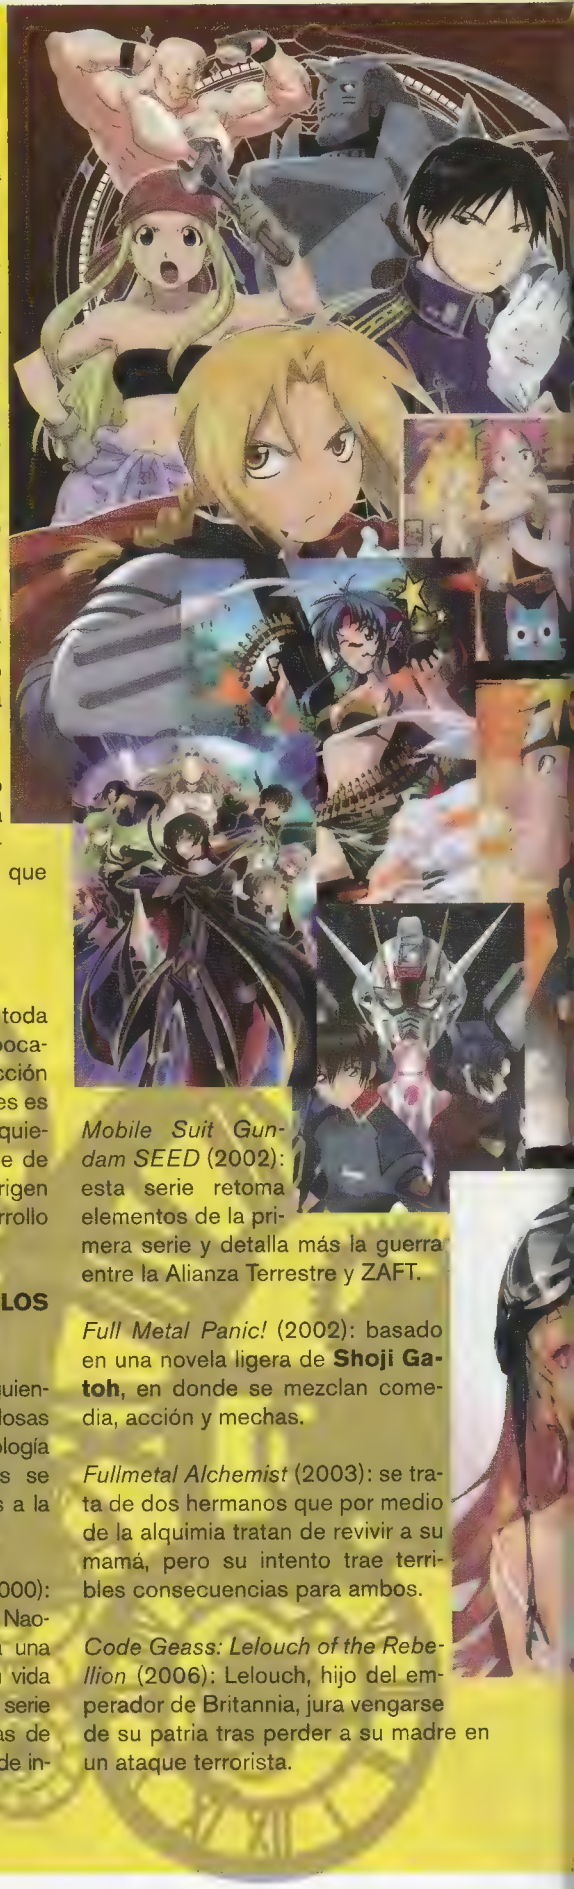 que
toda
poca-
cción
es es
quie-
e de
rigen
rrollo
LOS
uien-
losas
ología
s se
s a la
000):
Nao-
a una
vida
serie
as de
de in-
Mobile Suit Gun-
dam SEED (2002):
esta serie retoma
elementos de la pri-
mera serie y detalla más la guerra
entre la Alianza Terrestre y ZAFT.
Full Metal Panic! (2002): basado
en una novela ligera de Shoji Ga-
toh, en donde se mezclan come-
dia, acción y mechas.
Fullmetal Alchemist (2003): se tra-
ta de dos hermanos que por medio
de la alquimia tratan de revivir a su
mamá, pero su intento trae terri-
bles consecuencias para ambos.
Code Geass: Lelouch of the Rebe-
llion (2006): Lelouch, hijo del em-
perador de Britannia, jura vengarse
de su patria tras perder a su madre en
un ataque terrorista.
XII